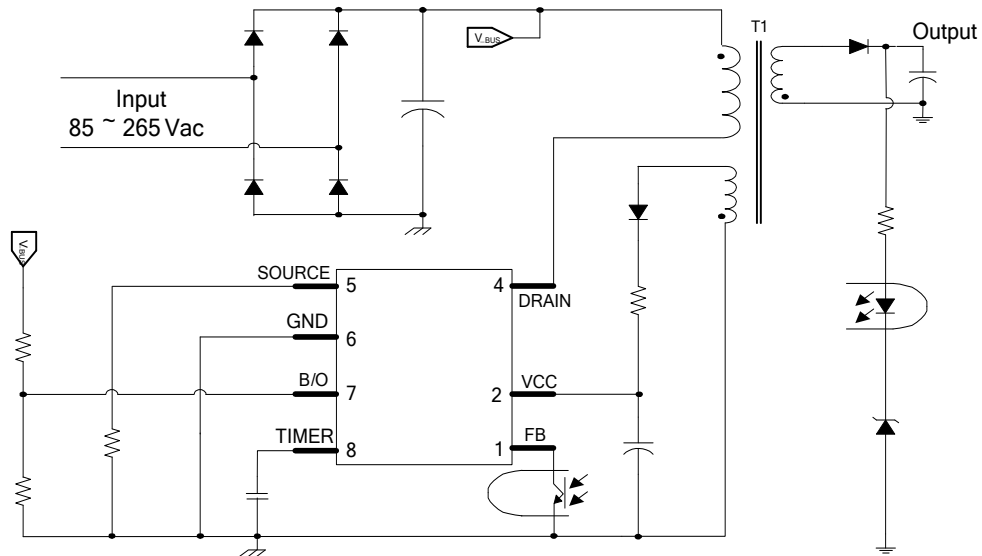 T1
Output
V_BUS
Input
85 ~ 265 Vac
V_BUS
SOURCE
5
4
DRAIN
GND
6
B/O
7
2
VCC
TIMER
8
1
FB